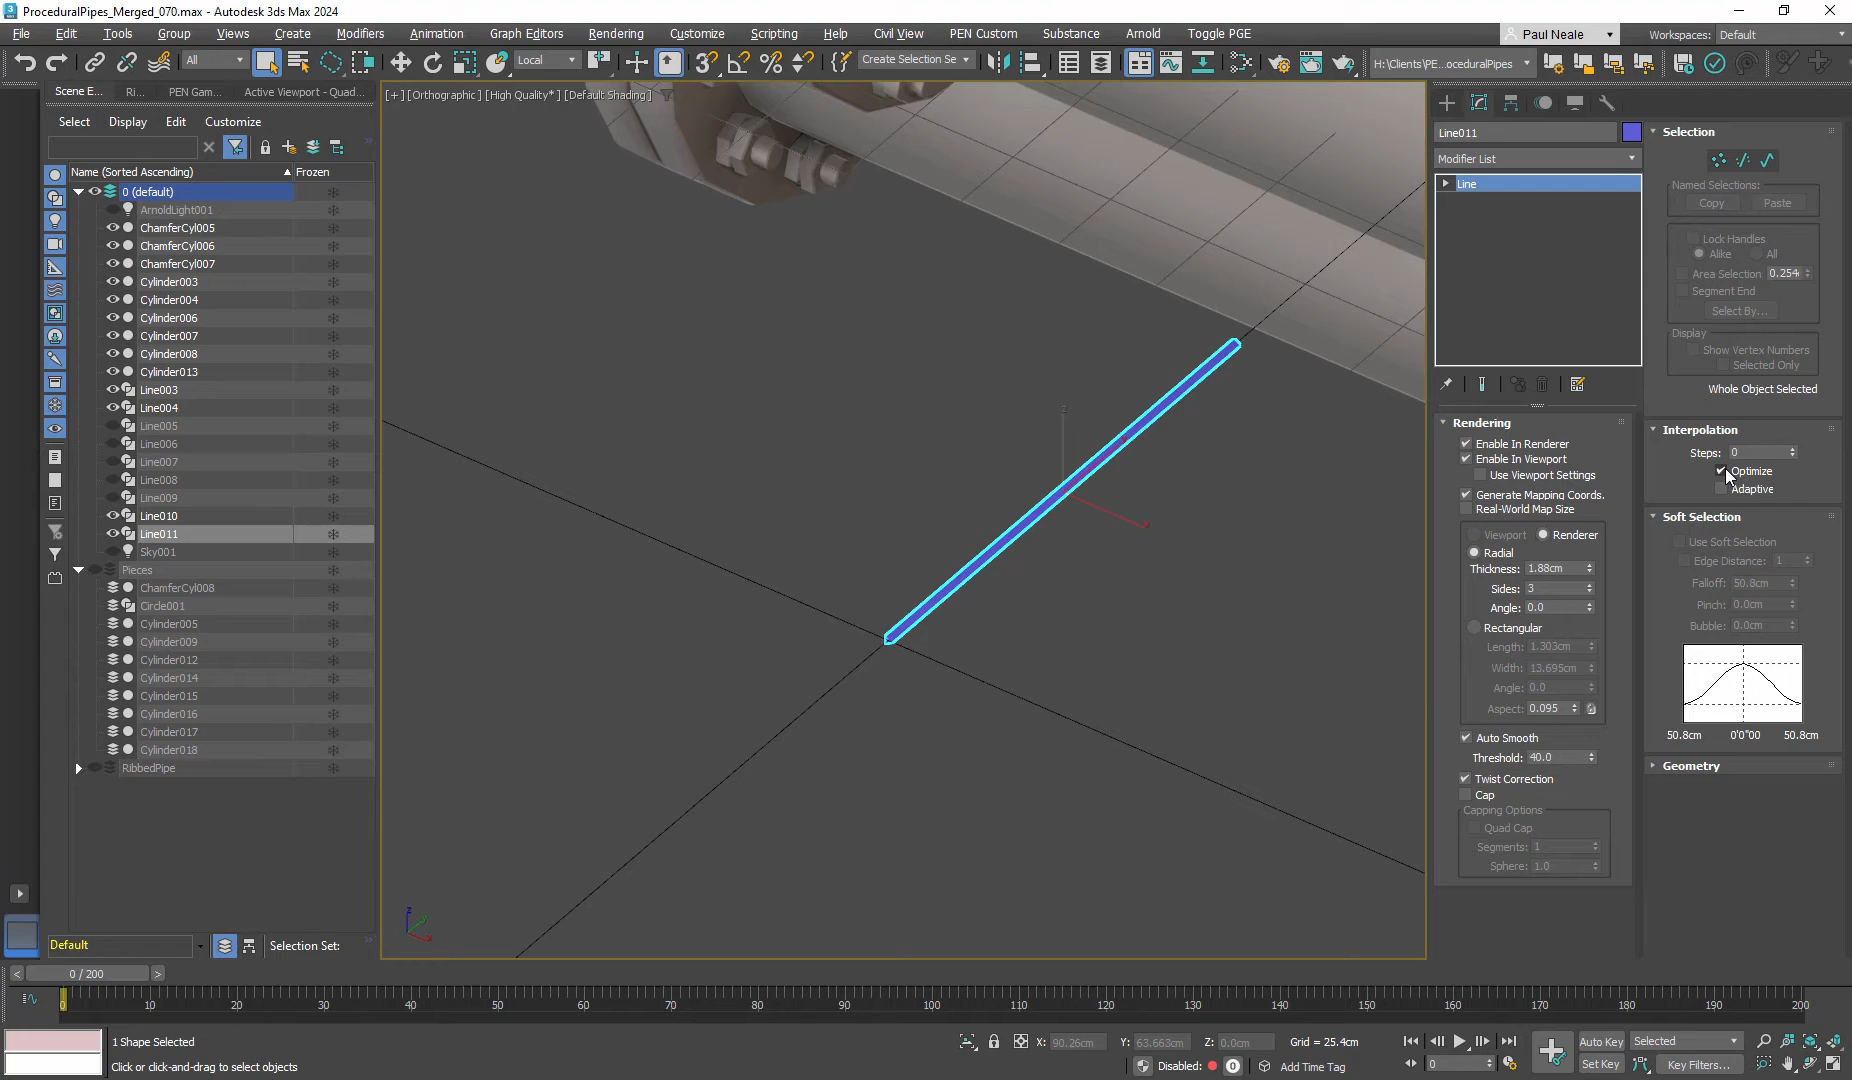 ProceduralPipes_Merged_070.max - Autodesk 3ds Max 2024
File Edit Tools Group Views Create Modifiers Animation Graph Editors Rendering Customize Scripting Help Civil View PEN Custom Substance Arnold Toggle PGE Paul Neale Workspaces: Default
All Local Create Selection Se H:\Clients\PE...oceduralPipes
Scene E... Ri... PEN Gam... Active Viewport - Quad...
[+] [Orthographic] [High Quality*] [Default Shading]
Select Display Edit Customize
Name (Sorted Ascending) Frozen
0 (default)
ArnoldLight001
ChamferCyl005
ChamferCyl006
ChamferCyl007
Cylinder003
Cylinder004
Cylinder006
Cylinder007
Cylinder008
Cylinder013
Line003
Line004
Line005
Line006
Line007
Line008
Line009
Line010
Line011
Sky001
Pieces
ChamferCyl008
Circle001
Cylinder005
Cylinder009
Cylinder012
Cylinder014
Cylinder015
Cylinder016
Cylinder017
Cylinder018
RibbedPipe
Default Selection Set:
z
x
z
y
x
Line011
Modifier List
Line
Rendering
Enable In Renderer
Enable In Viewport
Use Viewport Settings
Generate Mapping Coords.
Real-World Map Size
Viewport Renderer
Radial
Thickness: 1.88cm
Sides: 3
Angle: 0.0
Rectangular
Length: 1.303cm
Width: 13.695cm
Angle: 0.0
Aspect: 0.095
Auto Smooth
Threshold: 40.0
Twist Correction
Cap
Capping Options
Quad Cap
Segments: 1
Sphere: 1.0
Selection
Named Selections:
Copy Paste
Lock Handles
Alike All
Area Selection 0.254
Segment End
Select By...
Display
Show Vertex Numbers
Selected Only
Whole Object Selected
Interpolation
Steps: 0
Optimize
Adaptive
Soft Selection
Use Soft Selection
Edge Distance: 1
Falloff: 50.8cm
Pinch: 0.0cm
Bubble: 0.0cm
50.8cm 0'0"00 50.8cm
Geometry
0 / 200
0 10 20 30 40 50 60 70 80 90 100 110 120 130 140 150 160 170 180 190 200
1 Shape Selected X: 90.26cm Y: 63.663cm Z: 0.0cm Grid = 25.4cm Auto Key Selected
Click or click-and-drag to select objects Disabled: 0 Add Time Tag 0 Set Key Key Filters...